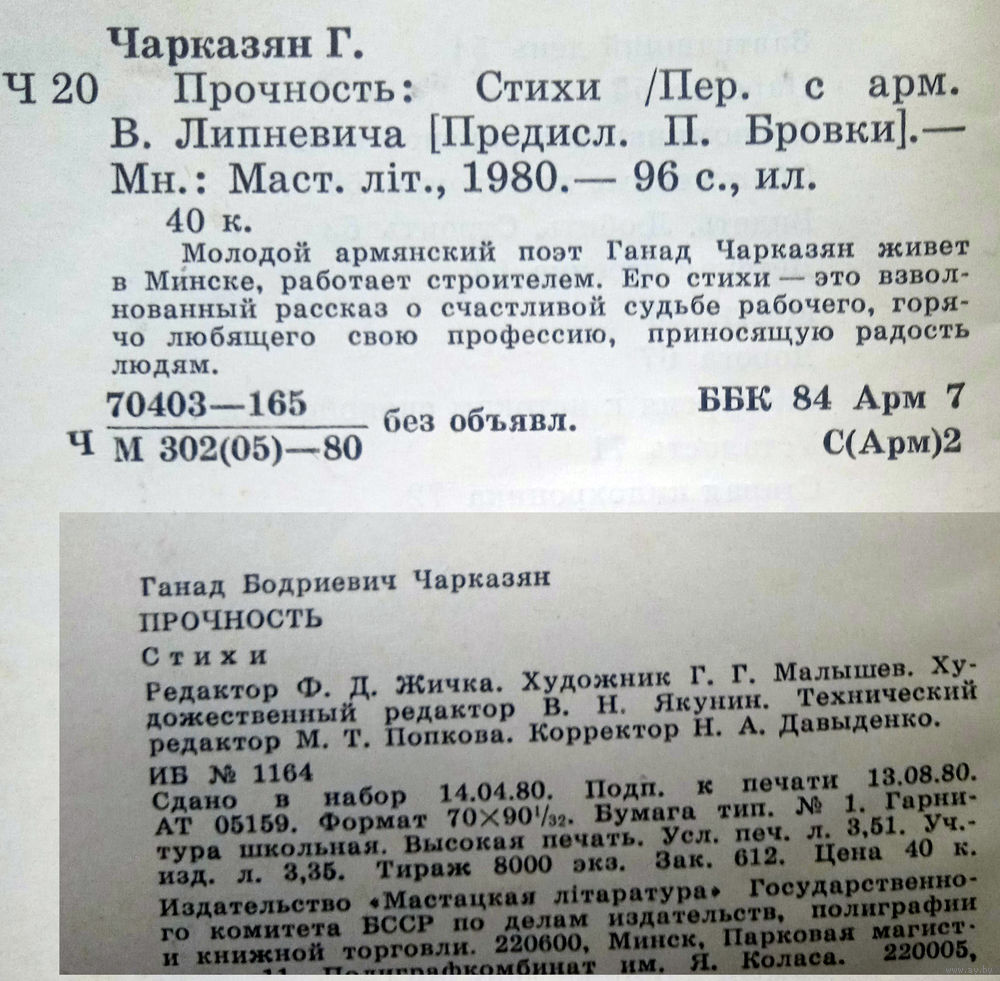 Чарказян Г.
Ч 20 Прочность: Стихи /Пер. с арм.
В. Липневича [Предисл. П. Бровки].—
Мн.: Маст. літ., 1980.— 96 с., ил.
40 к.
Молодой армянский поэт Ганад Чарказян живет
в Минске, работает строителем. Его стихи — это взвол-
нованный рассказ о счастливой судьбе рабочего, горя-
чо любящего свою профессию, приносящую радость
людям.
70403—165
Ч М 302(05)—80 без объявл.
ББК 84 Арм 7
С(Арм)2
Ганад Бодриевич Чарказян
ПРОЧНОСТЬ
Стихи
Редактор Ф. Д. Жичка. Художник Г. Г. Малышев. Ху-
дожественный редактор В. Н. Якунин. Технический
редактор М. Т. Попкова. Корректор Н. А. Давыденко.
ИБ № 1164
Сдано в набор 14.04.80. Подп. к печати 13.08.80.
АТ 05159. Формат 70×90¹/₃₂. Бумага тип. № 1. Гарни-
тура школьная. Высокая печать. Усл. печ. л. 3,51. Уч.-
изд. л. 3,35. Тираж 8000 экз. Зак. 612. Цена 40 к.
Издательство «Мастацкая літаратура» Государственно-
го комитета БССР по делам издательств, полиграфии
и книжной торговли. 220600, Минск, Парковая магист-
11. Полиграфкомбинат им. Я. Коласа. 220005,
www.ay.by